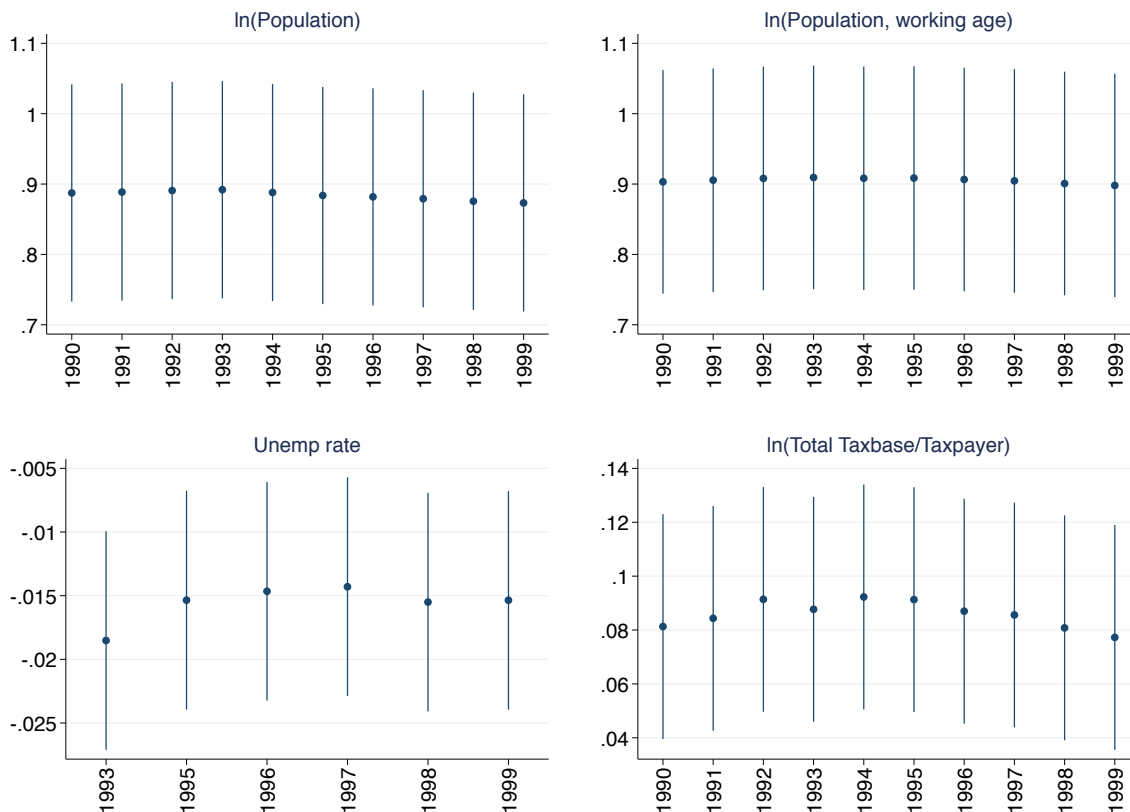 ln(Population)
1.1
1
.9
.8
.7
1990 1991 1992 1993 1994 1995 1996 1997 1998 1999
ln(Population, working age)
1.1
1
.9
.8
.7
1990 1991 1992 1993 1994 1995 1996 1997 1998 1999
Unemp rate
-.005
-.01
-.015
-.02
-.025
1993 1995 1996 1997 1998 1999
ln(Total Taxbase/Taxpayer)
.14
.12
.1
.08
.06
.04
1990 1991 1992 1993 1994 1995 1996 1997 1998 1999